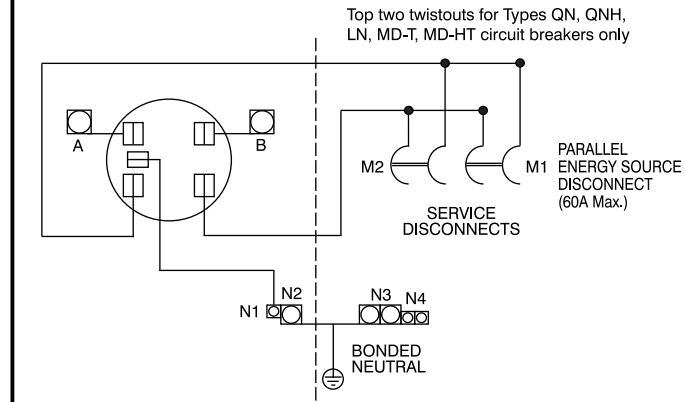 Top two twistouts for Types QN, QNH,
LN, MD-T, MD-HT circuit breakers only
A
B
M2
M1
PARALLEL
ENERGY SOURCE
DISCONNECT
(60A Max.)
SERVICE
DISCONNECTS
N1
N2
N3
N4
BONDED
NEUTRAL